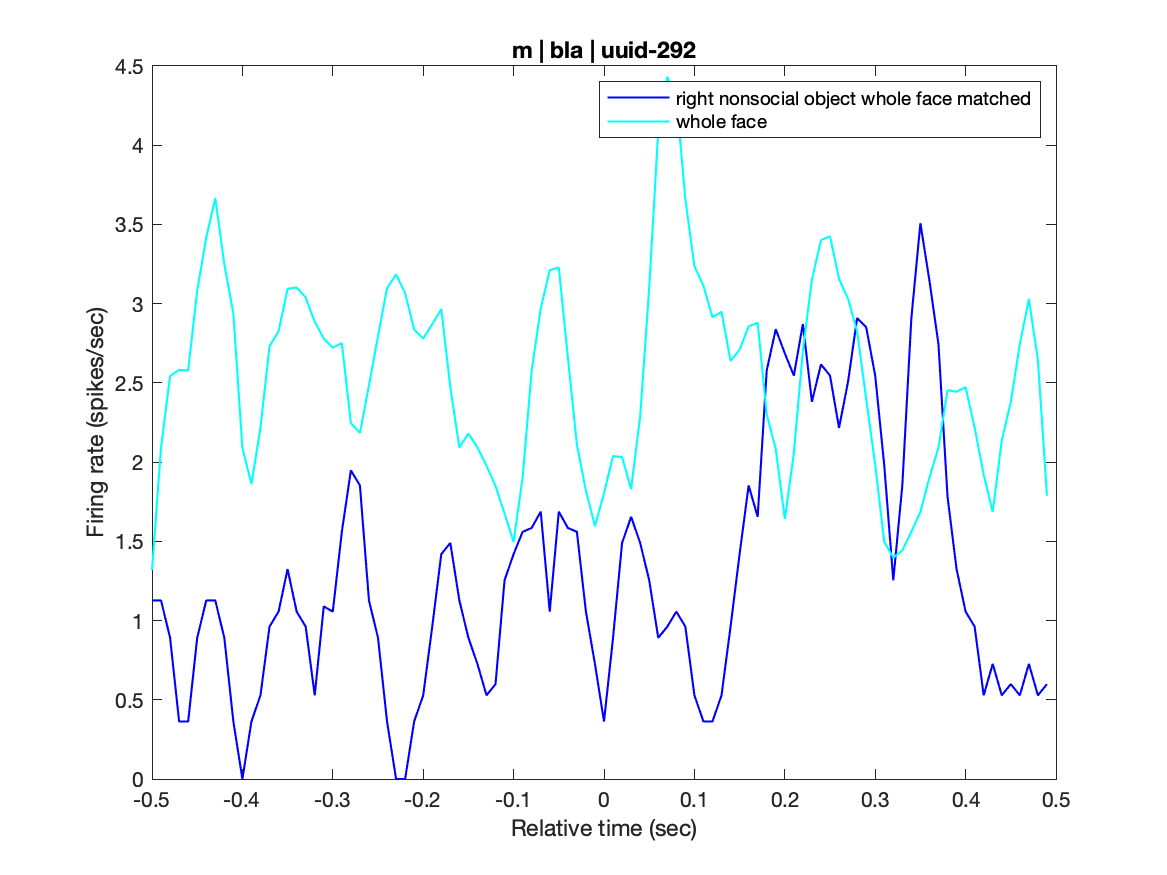 m | bla | uuid-292
4.5
4
3.5
3
2.5
2
1.5
1
0.5
0
Firing rate (spikes/sec)
right nonsocial object whole face matched
whole face
-0.5 -0.4 -0.3 -0.2 -0.1 0 0.1 0.2 0.3 0.4 0.5
Relative time (sec)